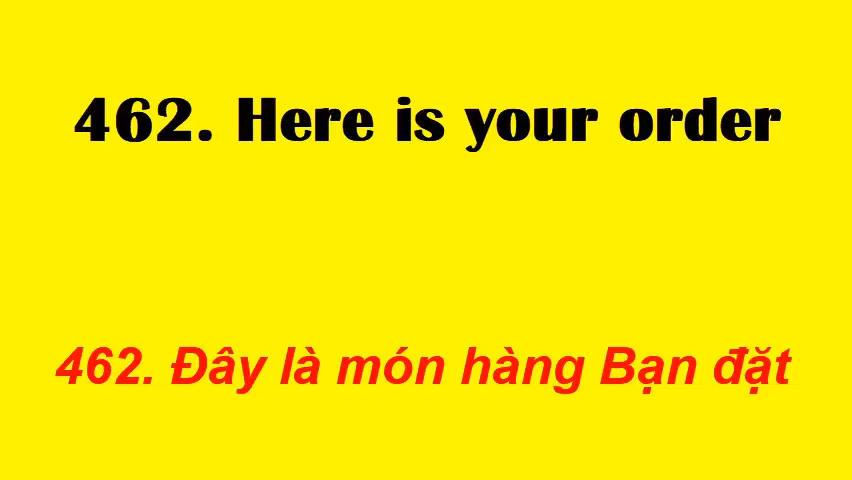 462. Here is your order
462. Đây là món hàng Bạn đặt